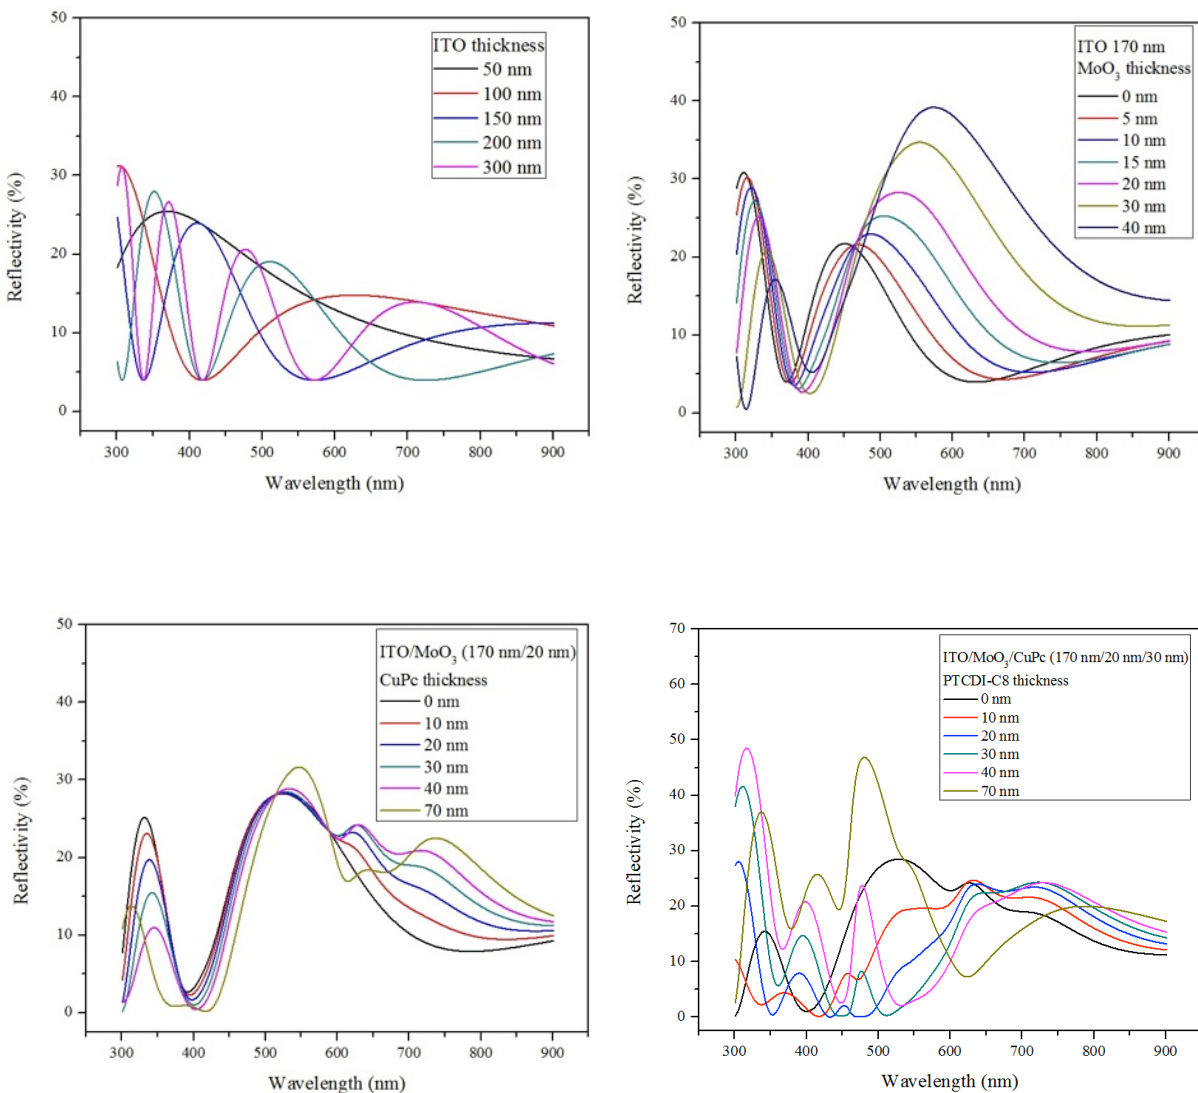 50
40
30
20
10
0
Reflectivity (%)
ITO thickness
50 nm
100 nm
150 nm
200 nm
300 nm
300 400 500 600 700 800 900
Wavelength (nm)
50
40
30
20
10
0
Reflectivity (%)
ITO 170 nm
MoO3 thickness
0 nm
5 nm
10 nm
15 nm
20 nm
30 nm
40 nm
300 400 500 600 700 800 900
Wavelength (nm)
50
40
30
20
10
0
Reflectivity (%)
ITO/MoO3 (170 nm/20 nm)
CuPc thickness
0 nm
10 nm
20 nm
30 nm
40 nm
70 nm
300 400 500 600 700 800 900
Wavelength (nm)
70
60
50
40
30
20
10
0
Reflectivity (%)
ITO/MoO3/CuPc (170 nm/20 nm/30 nm)
PTCDI-C8 thickness
0 nm
10 nm
20 nm
30 nm
40 nm
70 nm
300 400 500 600 700 800 900
Wavelength (nm)